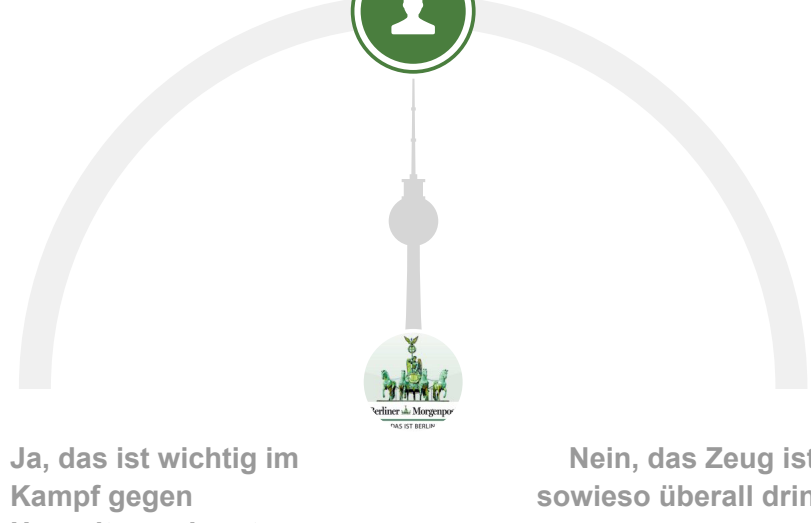 Berliner Morgenpost
DAS IST BERLIN
Ja, das ist wichtig im
Kampf gegen
Nein, das Zeug ist
sowieso überall drin